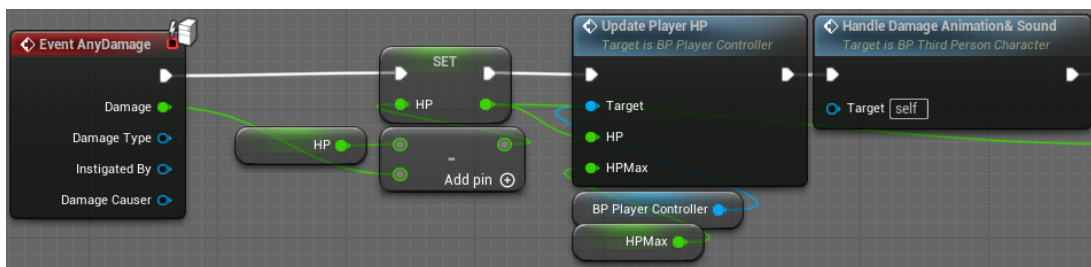 Event AnyDamage
Damage
Damage Type
Instigated By
Damage Causer
HP
SET
HP
-
Add pin
Update Player HP
Target is BP Player Controller
Target
HP
HPMax
BP Player Controller
HPMax
Handle Damage Animation& Sound
Target is BP Third Person Character
Target self